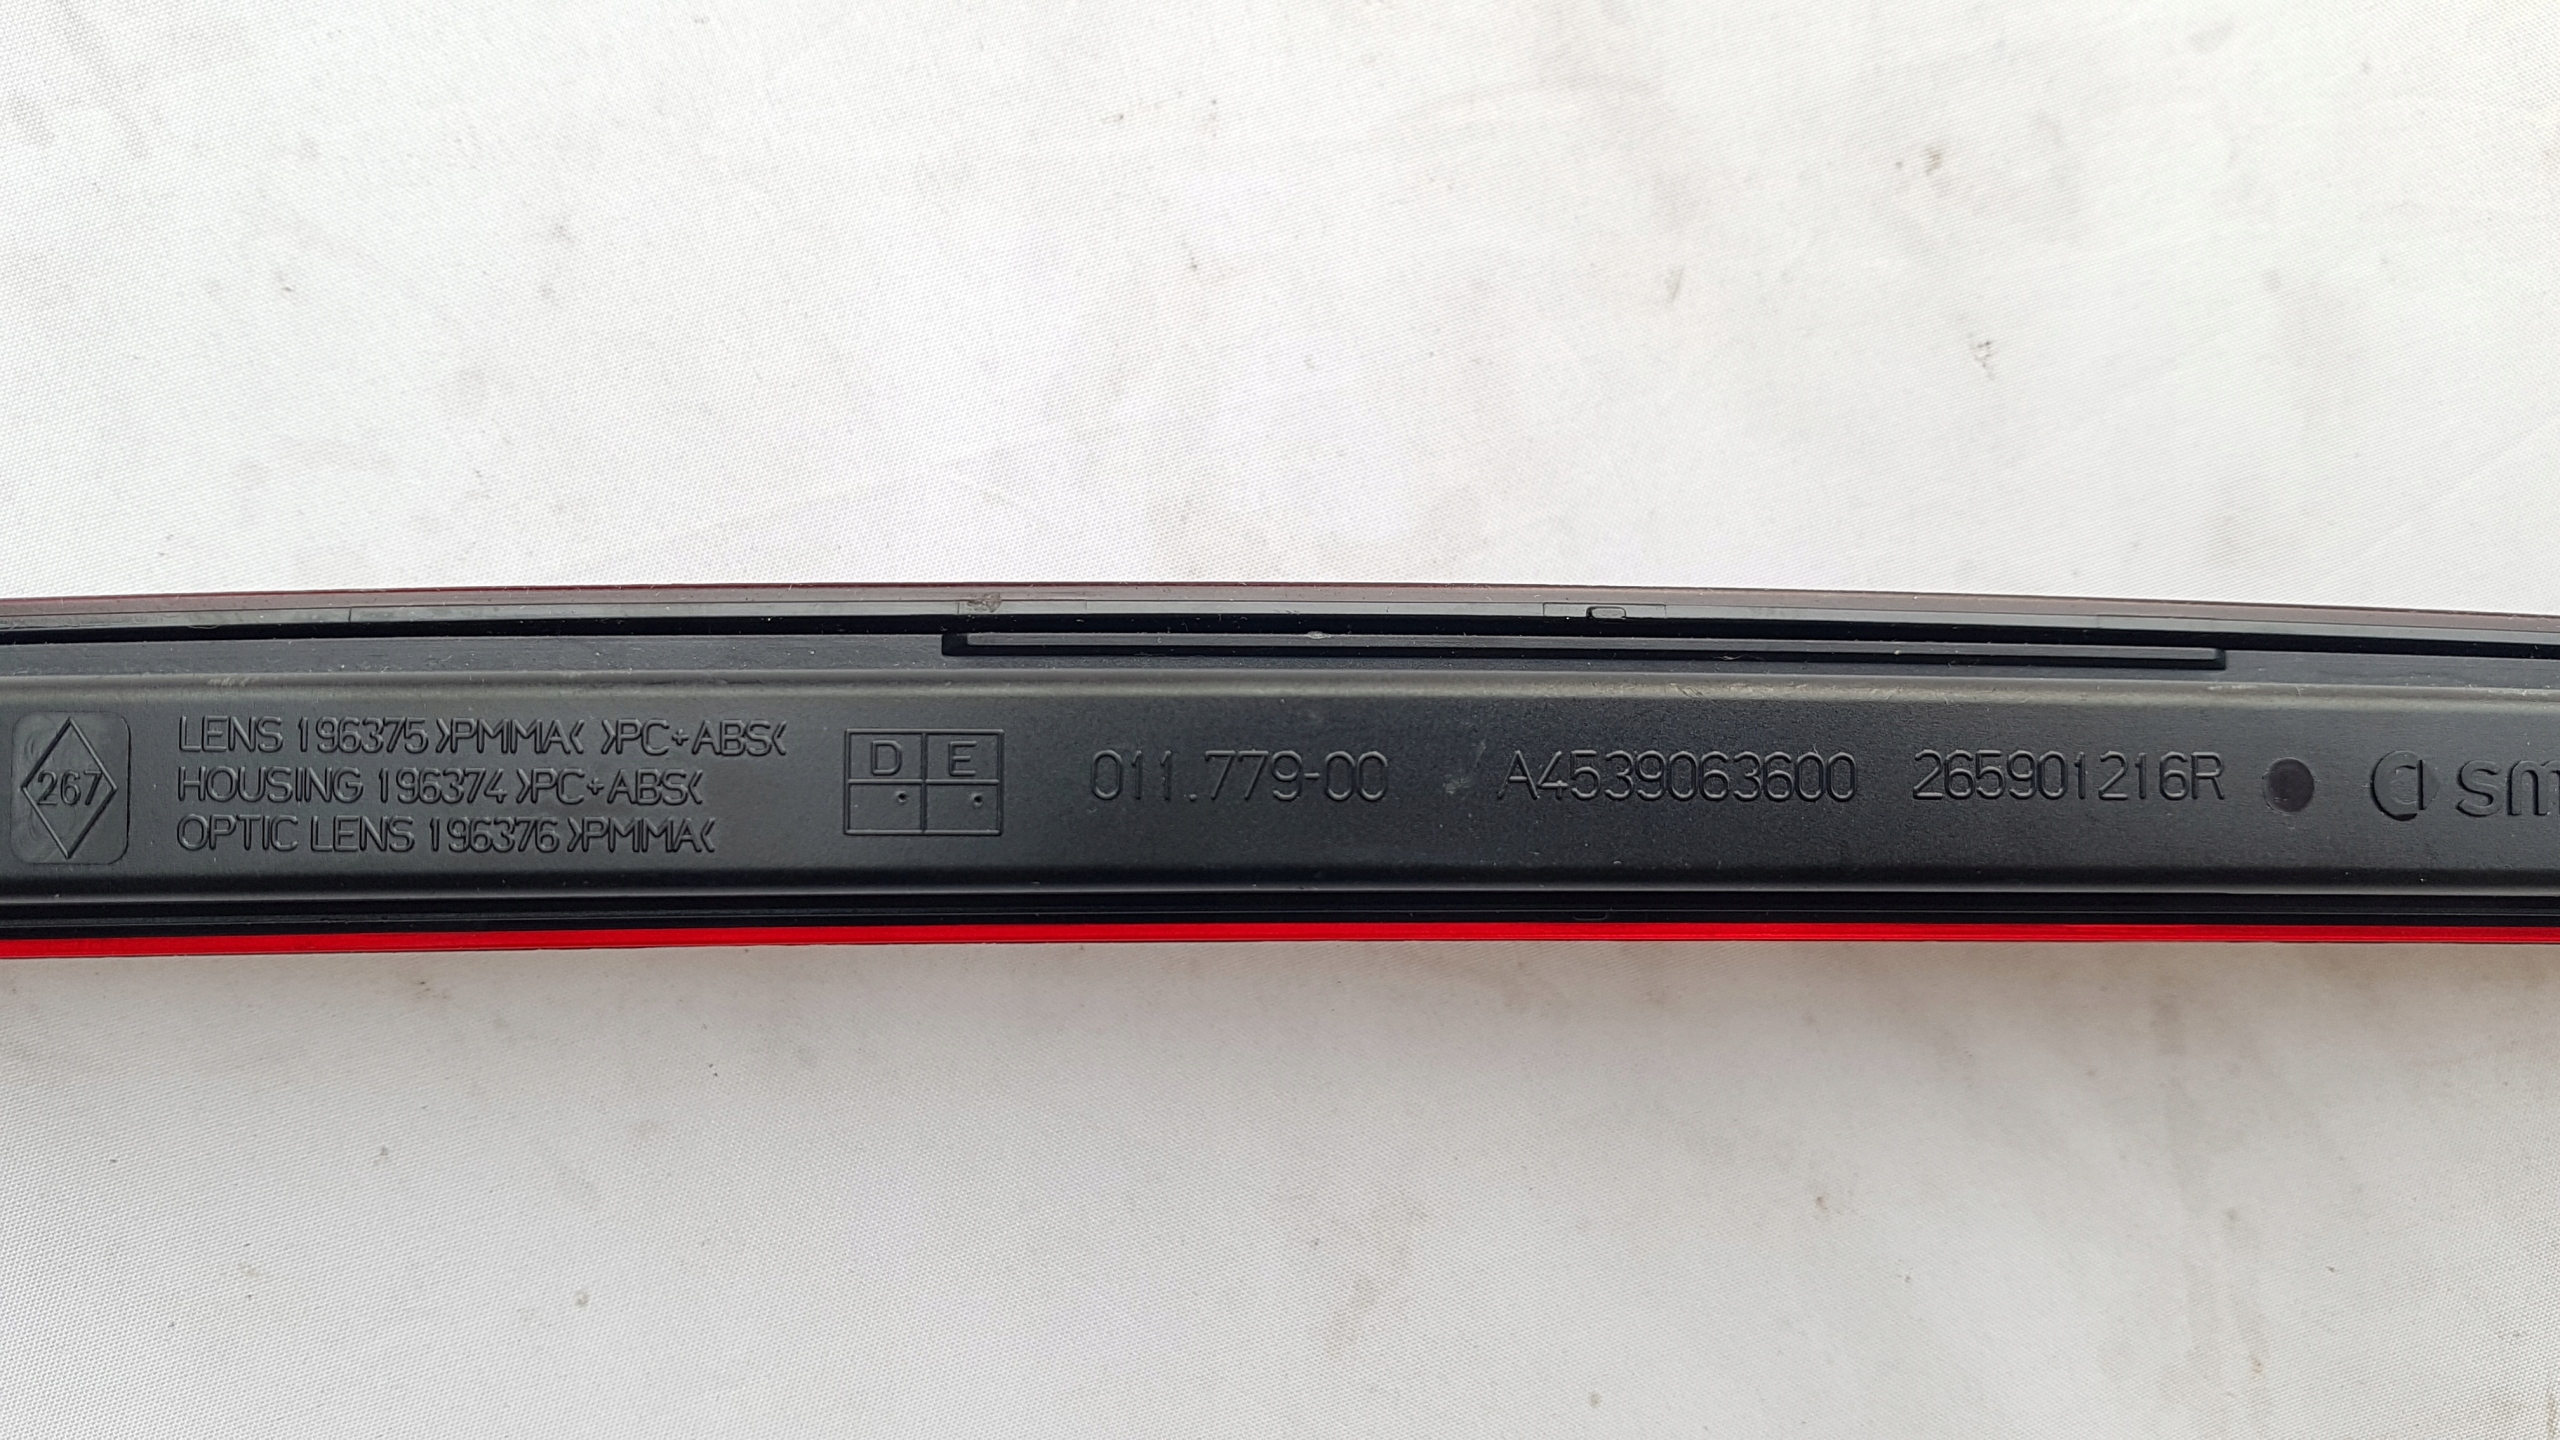 267
LENS 196375 >PMMA< >PC+ABS<
HOUSING 196374 >PC+ABS<
OPTIC LENS 196376 >PMMA<
D E
011.779-00
A4539063600
265901216R
sm